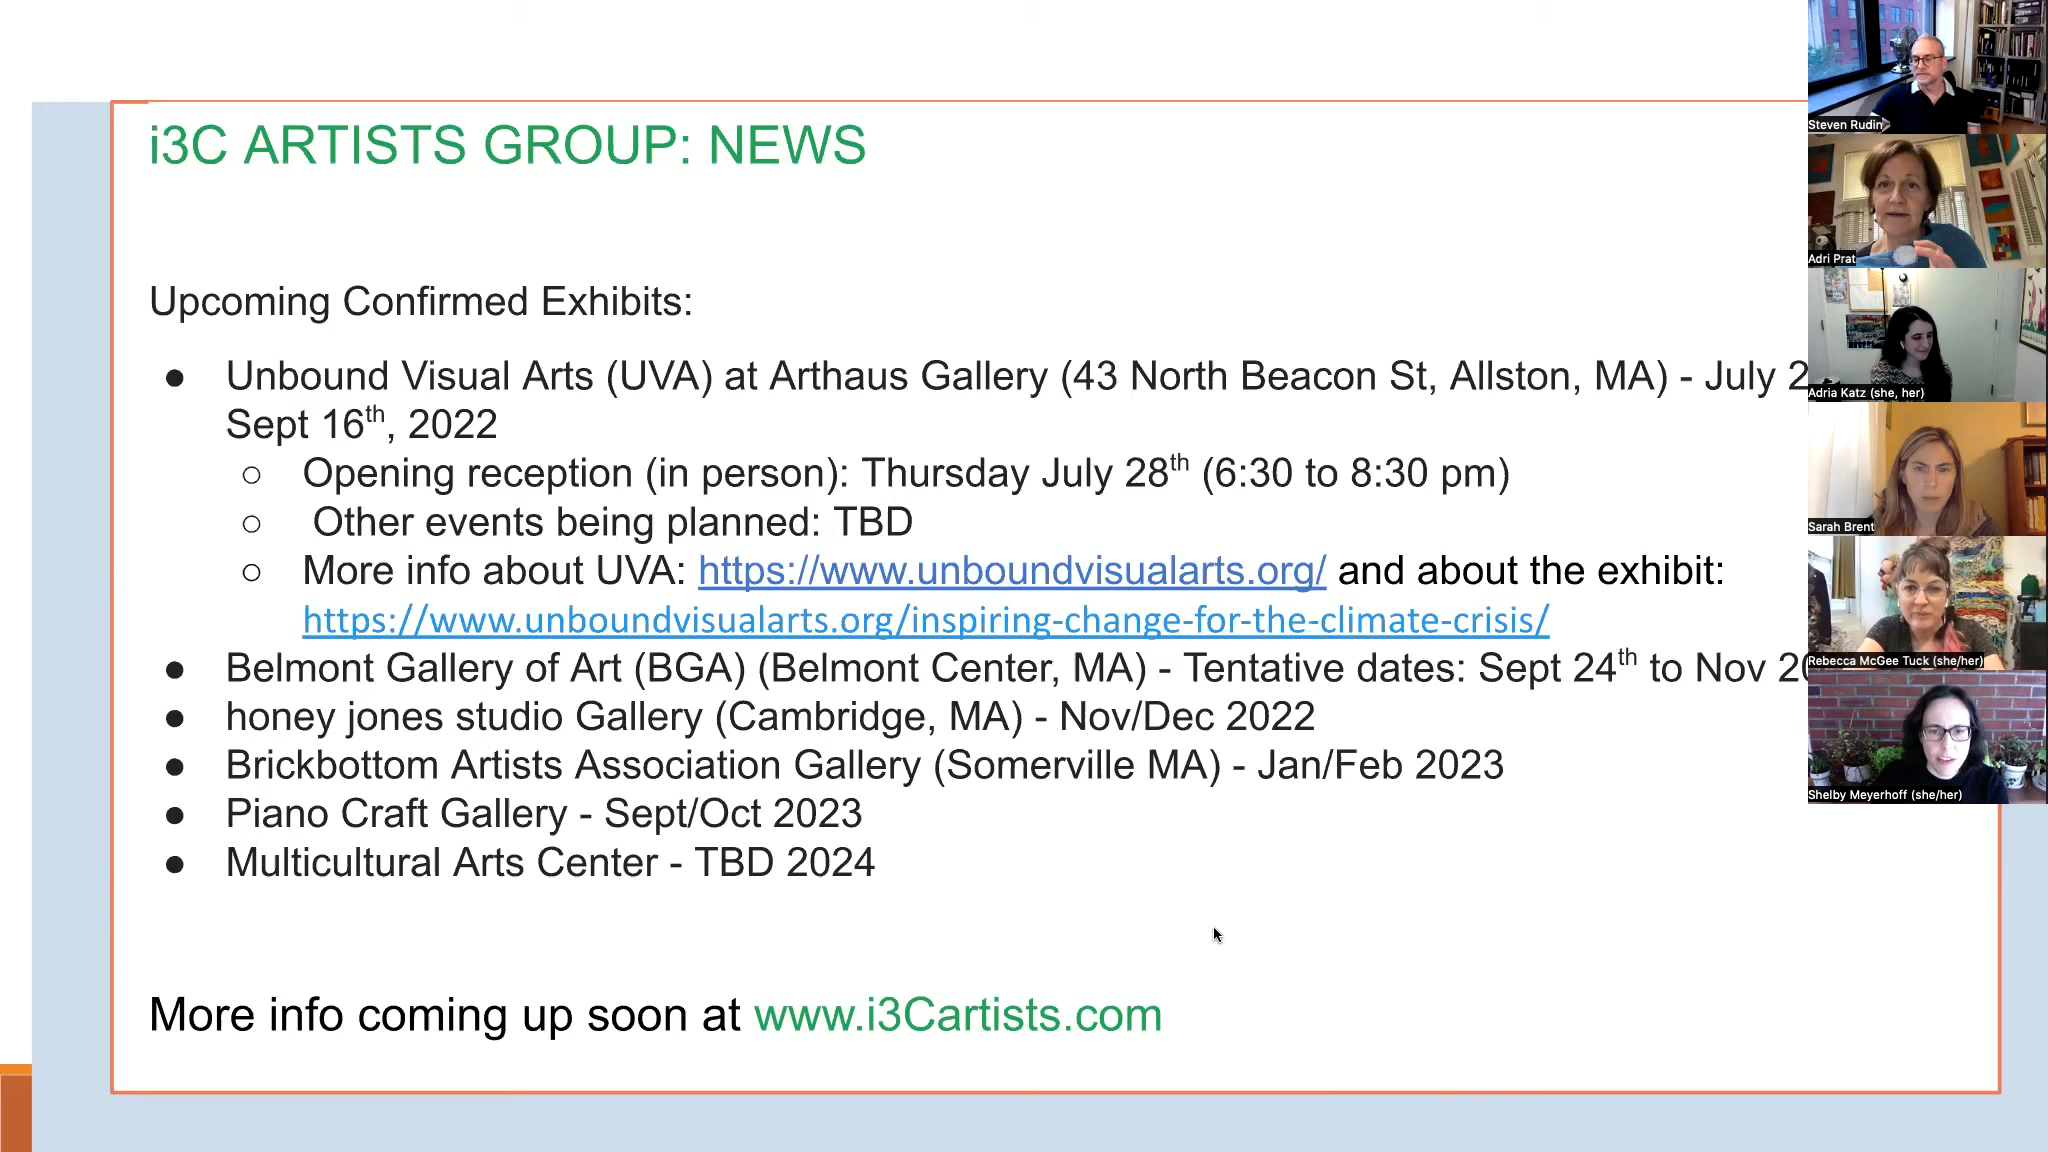 i3C ARTISTS GROUP: NEWS
Upcoming Confirmed Exhibits:
● Unbound Visual Arts (UVA) at Arthaus Gallery (43 North Beacon St, Allston, MA) - July
Sept 16th, 2022
○ Opening reception (in person): Thursday July 28th (6:30 to 8:30 pm)
○ Other events being planned: TBD
○ More info about UVA: https://www.unboundvisualarts.org/ and about the exhibit:
https://www.unboundvisualarts.org/inspiring-change-for-the-climate-crisis/
● Belmont Gallery of Art (BGA) (Belmont Center, MA) - Tentative dates: Sept 24th to Nov
● honey jones studio Gallery (Cambridge, MA) - Nov/Dec 2022
● Brickbottom Artists Association Gallery (Somerville MA) - Jan/Feb 2023
● Piano Craft Gallery - Sept/Oct 2023
● Multicultural Arts Center - TBD 2024
More info coming up soon at www.i3Cartists.com
Steven Rudin
Adri Prat
Adria Katz (she, her)
Sarah Brent
Rebecca McGee Tuck (she/her)
Shelby Meyerhoff (she/her)